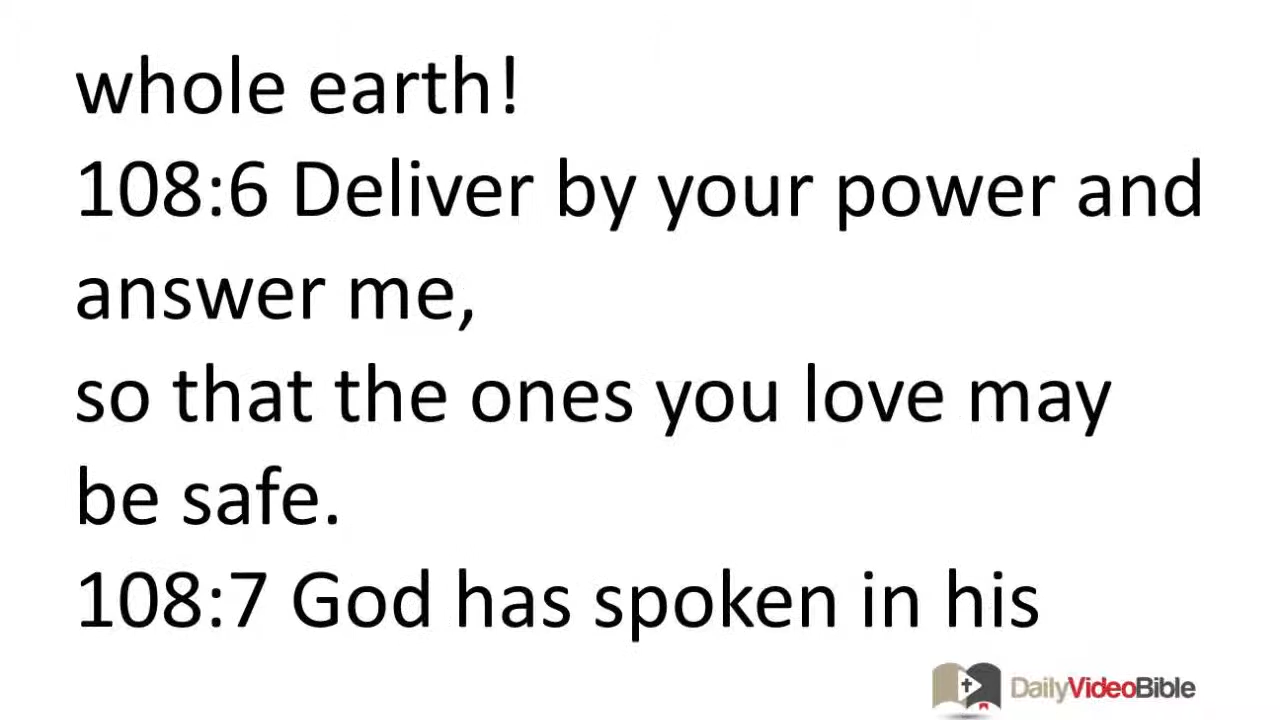 whole earth!
108:6 Deliver by your power and
answer me,
so that the ones you love may
be safe.
108:7 God has spoken in his
DailyVideoBible